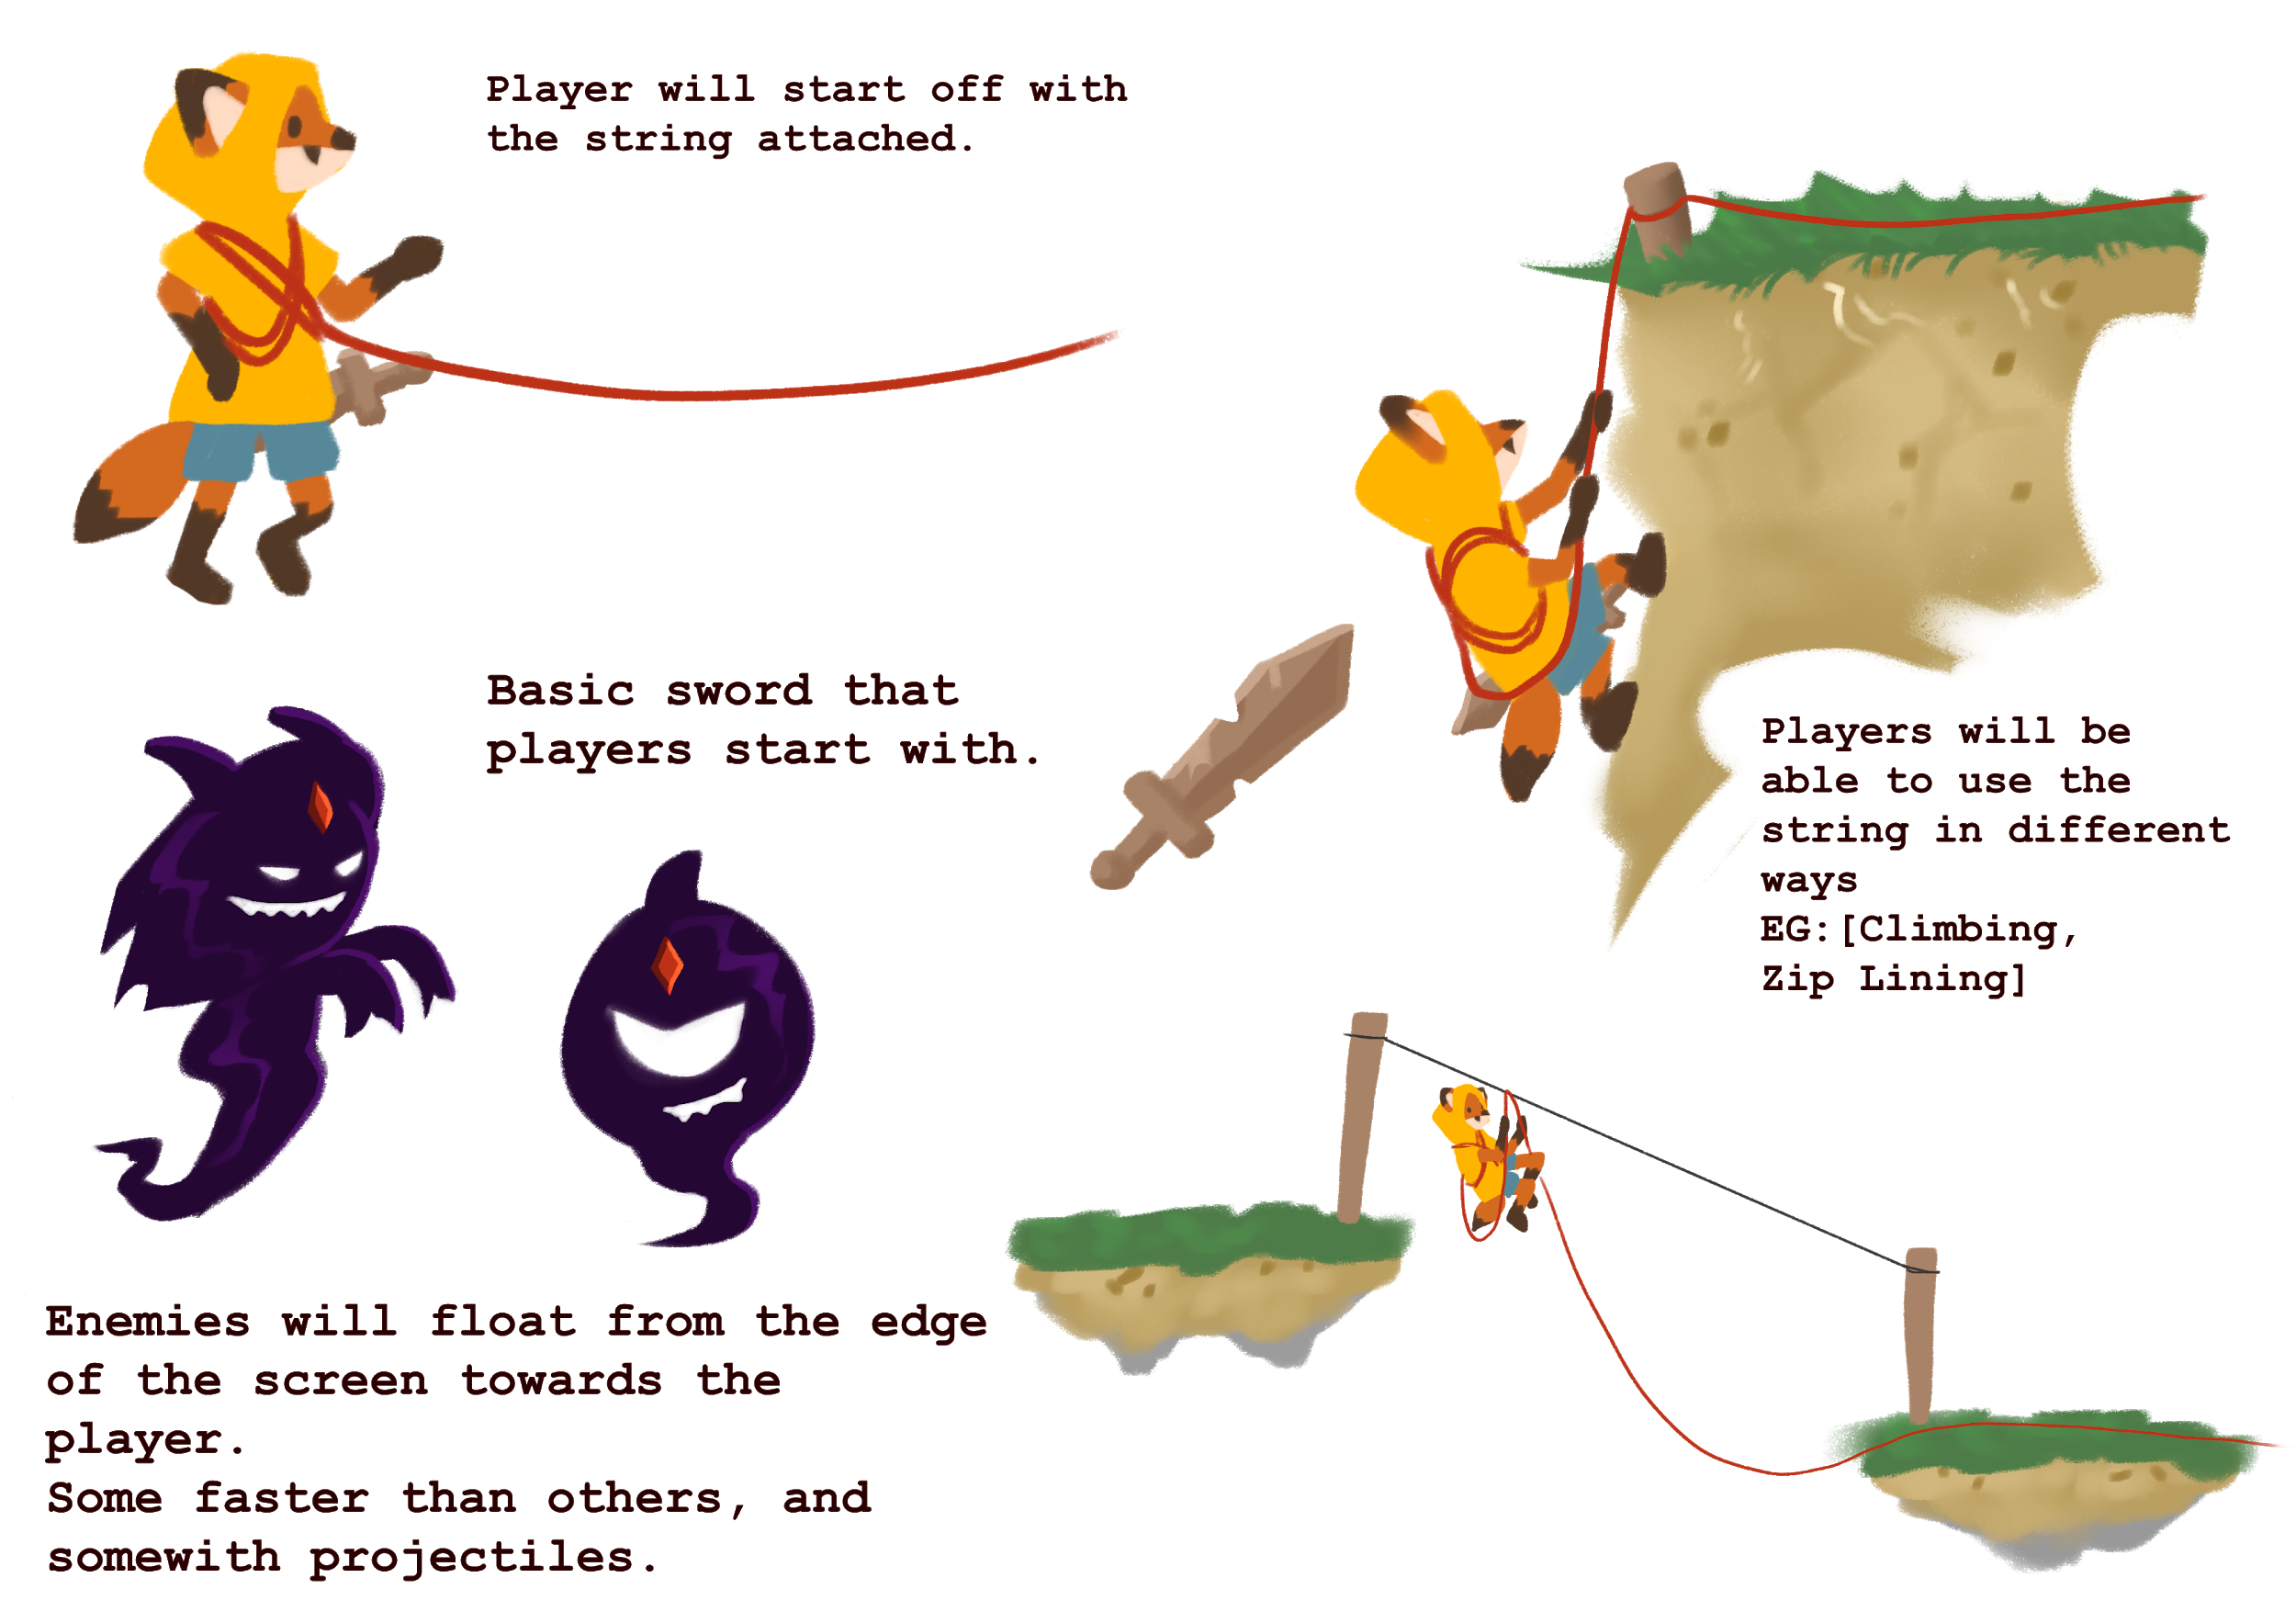 Player will start off with
the string attached.
Basic sword that
players start with.
Players will be
able to use the
string in different
ways
EG:[Climbing,
Zip Lining]
Enemies will float from the edge
of the screen towards the
player.
Some faster than others, and
somewith projectiles.